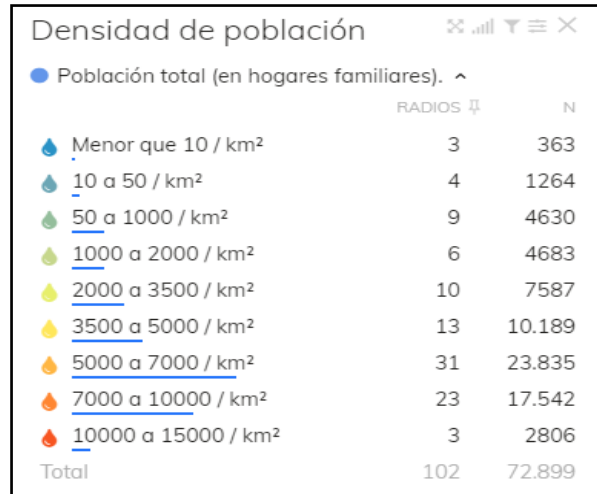 Densidad de población
Población total (en hogares familiares).
RADIOS N
Menor que 10 / km² 3 363
10 a 50 / km² 4 1264
50 a 1000 / km² 9 4630
1000 a 2000 / km² 6 4683
2000 a 3500 / km² 10 7587
3500 a 5000 / km² 13 10.189
5000 a 7000 / km² 31 23.835
7000 a 10000 / km² 23 17.542
10000 a 15000 / km² 3 2806
Total 102 72.899